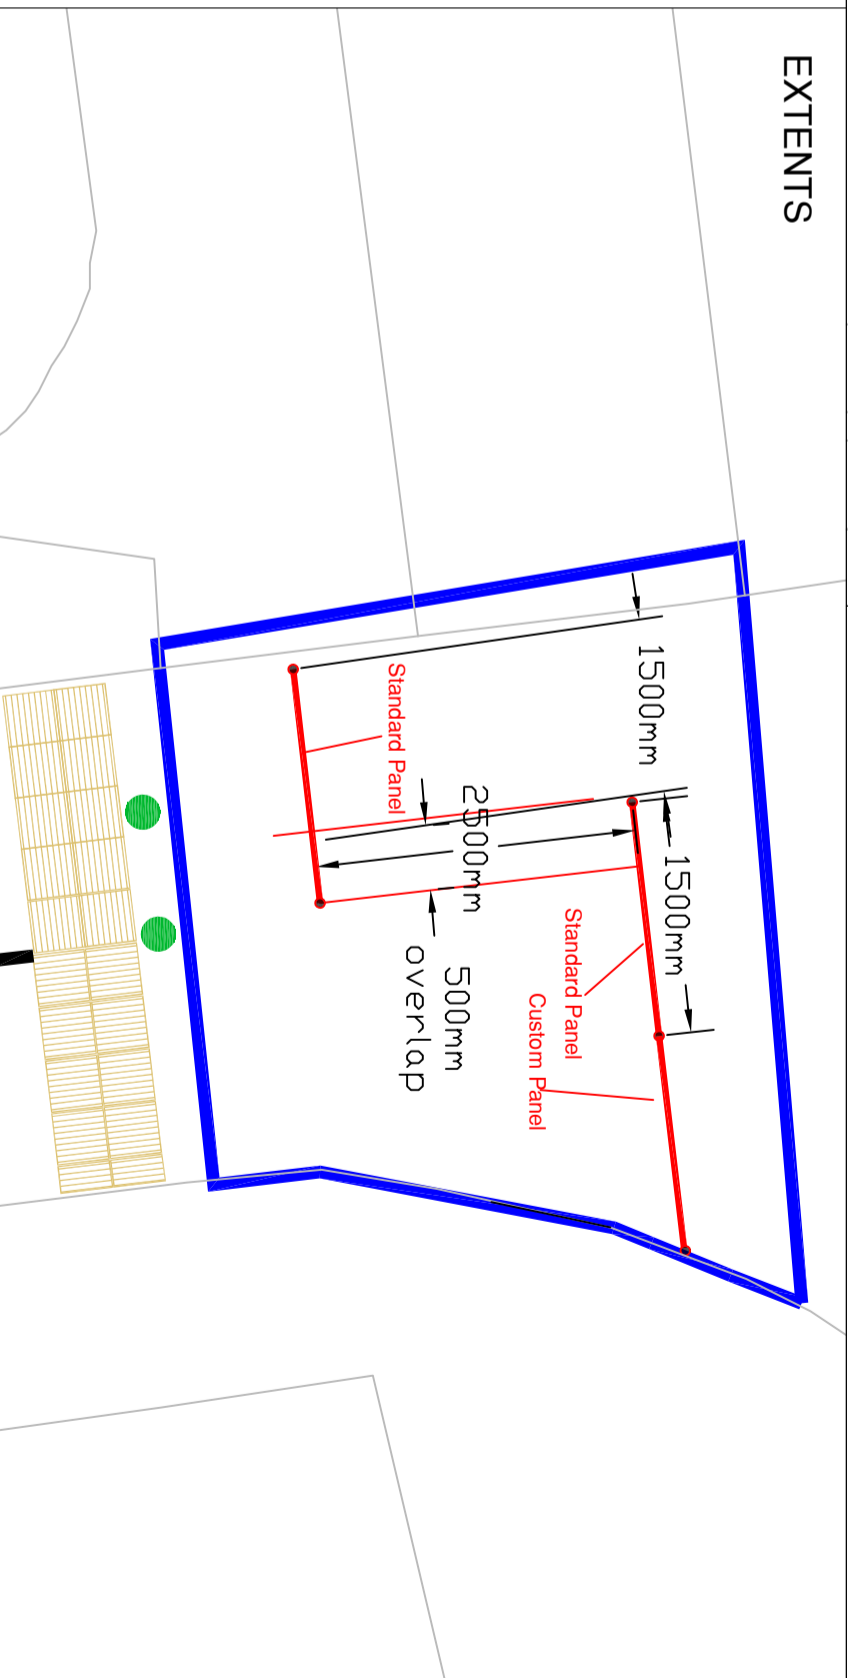 EXTENTS
1500mm
Standard Panel
2500mm
1500mm
Standard Panel
Custom Panel
500mm
overlap